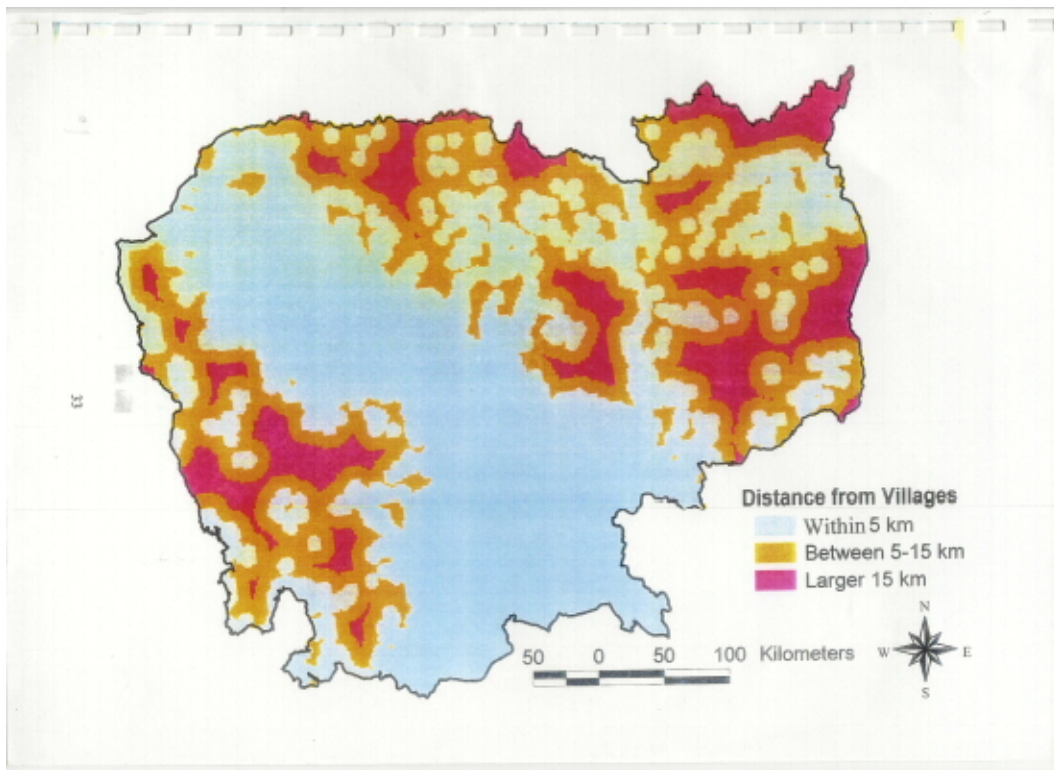 33
Distance from Villages
Within 5 km
Between 5-15 km
Larger 15 km
N
W E
S
50 0 50 100 Kilometers